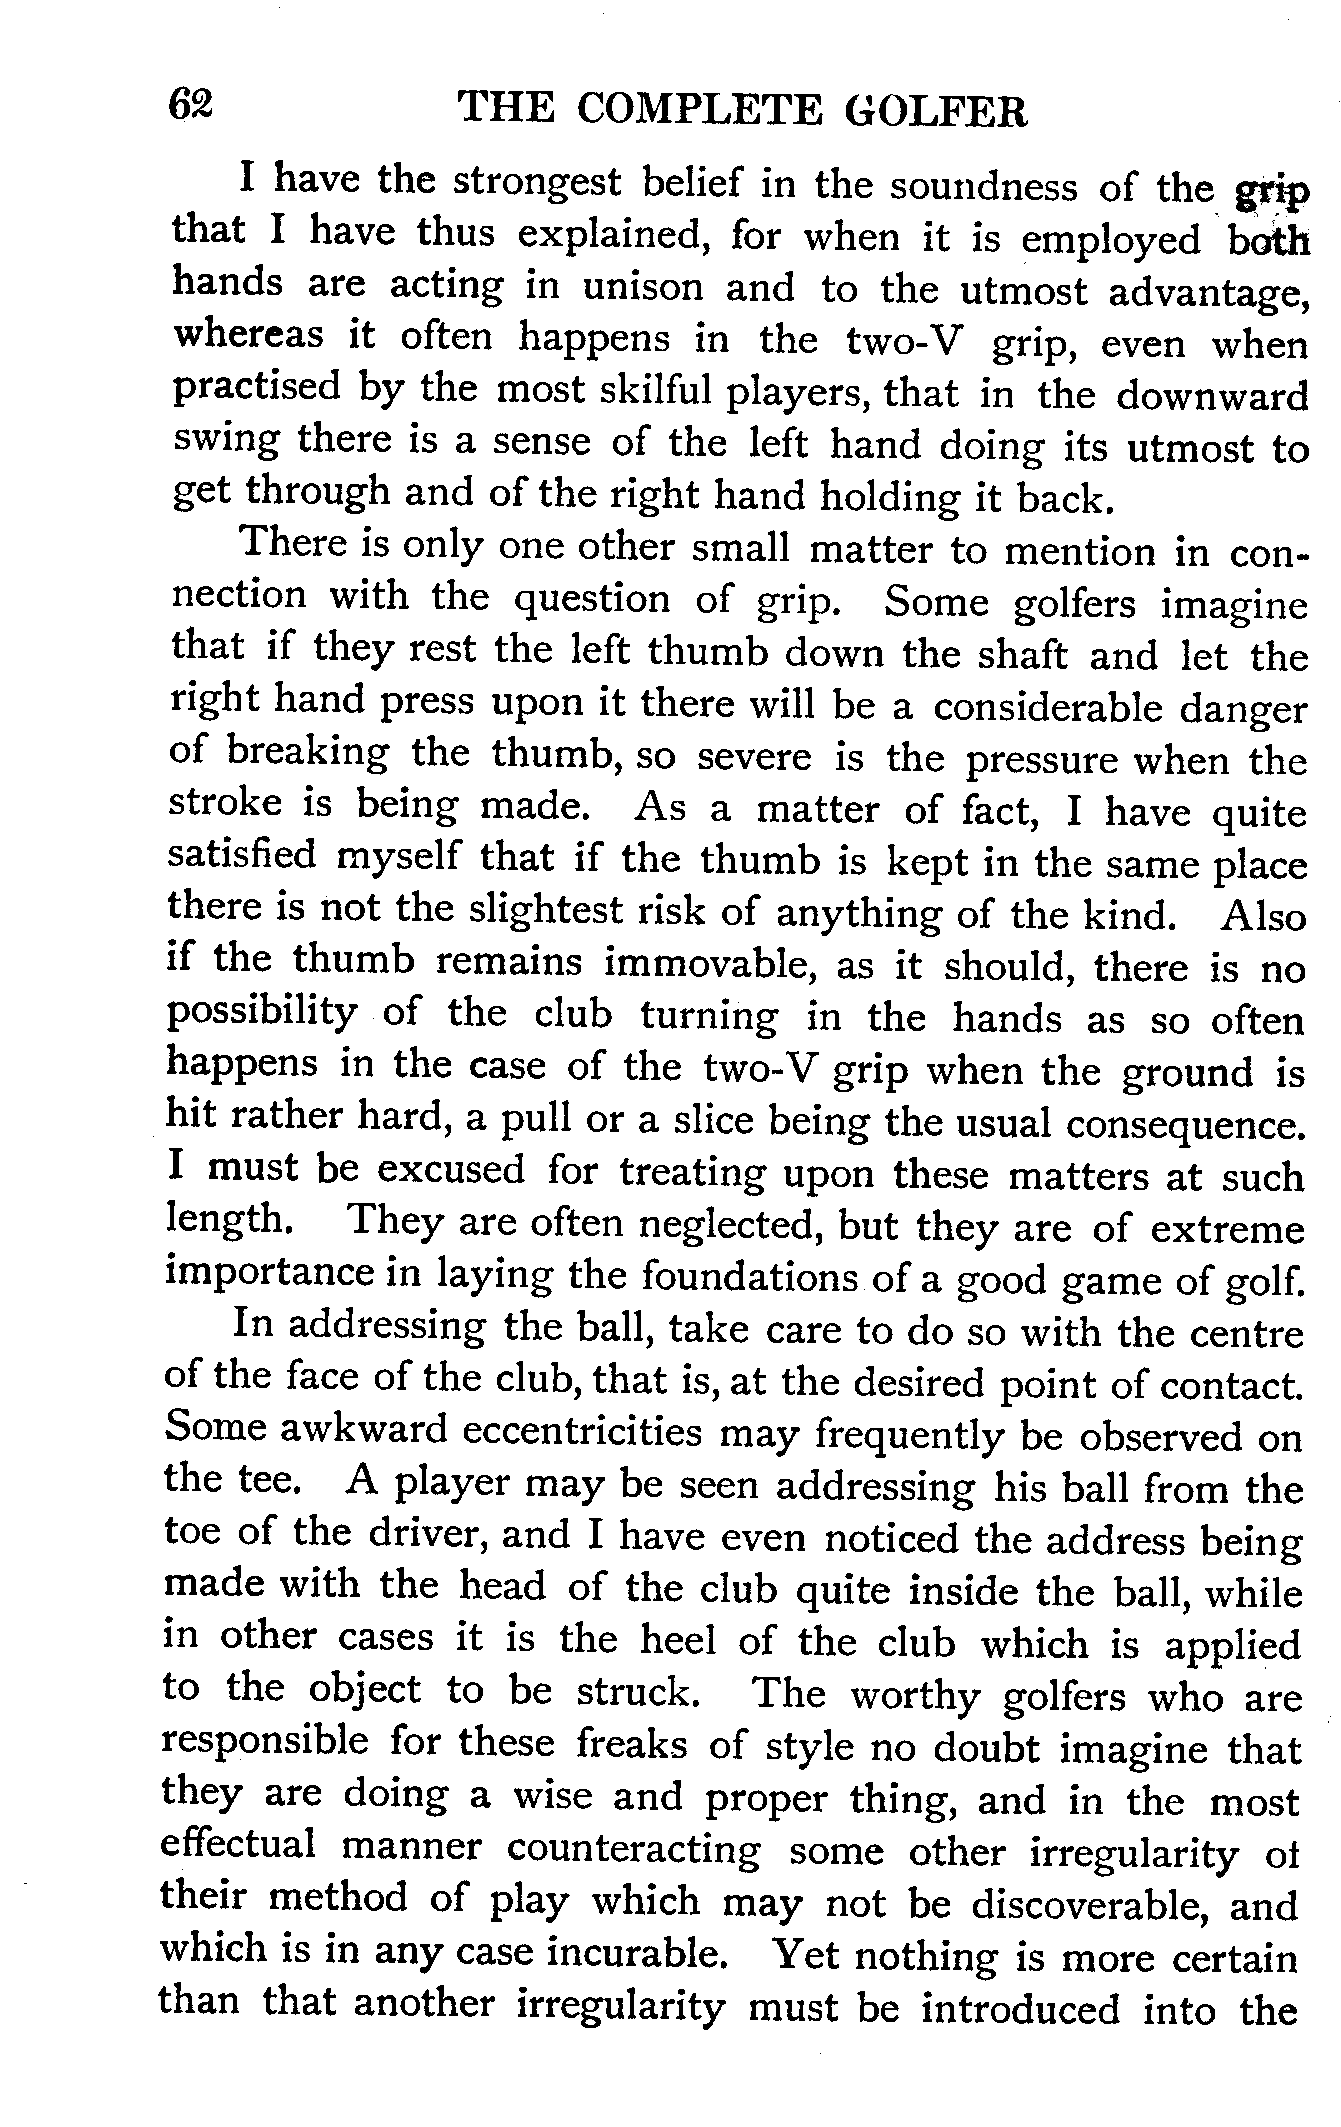 62 THE COMPLETE GOLFER
I have the strongest belief in the soundness of the grip
that I have thus explained, for when it is employed both
hands are acting in unison and to the utmost advantage,
whereas it often happens in the two-V grip, even when
practised by the most skilful players, that in the downward
swing there is a sense of the left hand doing its utmost to
get through and of the right hand holding it back.
There is only one other small matter to mention in con-
nection with the question of grip. Some golfers imagine
that if they rest the left thumb down the shaft and let the
right hand press upon it there will be a considerable danger
of breaking the thumb, so severe is the pressure when the
stroke is being made. As a matter of fact, I have quite
satisfied myself that if the thumb is kept in the same place
there is not the slightest risk of anything of the kind. Also
if the thumb remains immovable, as it should, there is no
possibility of the club turning in the hands as so often
happens in the case of the two-V grip when the ground is
hit rather hard, a pull or a slice being the usual consequence.
I must be excused for treating upon these matters at such
length. They are often neglected, but they are of extreme
importance in laying the foundations of a good game of golf.
In addressing the ball, take care to do so with the centre
of the face of the club, that is, at the desired point of contact.
Some awkward eccentricities may frequently be observed on
the tee. A player may be seen addressing his ball from the
toe of the driver, and I have even noticed the address being
made with the head of the club quite inside the ball, while
in other cases it is the heel of the club which is applied
to the object to be struck. The worthy golfers who are
responsible for these freaks of style no doubt imagine that
they are doing a wise and proper thing, and in the most
effectual manner counteracting some other irregularity of
their method of play which may not be discoverable, and
which is in any case incurable. Yet nothing is more certain
than that another irregularity must be introduced into the